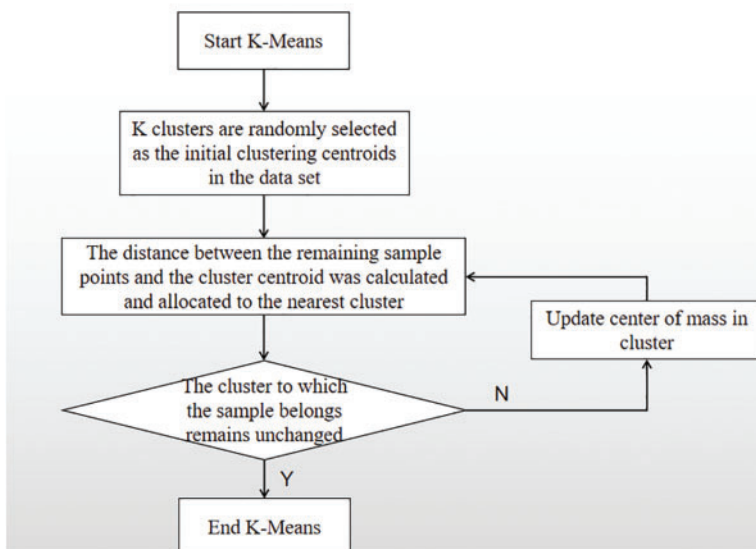 Start K-Means
K clusters are randomly selected
as the initial clustering centroids
in the data set
The distance between the remaining sample
points and the cluster centroid was calculated
and allocated to the nearest cluster
Update center of mass in
cluster
The cluster to which
the sample belongs
remains unchanged
N
Y
End K-Means